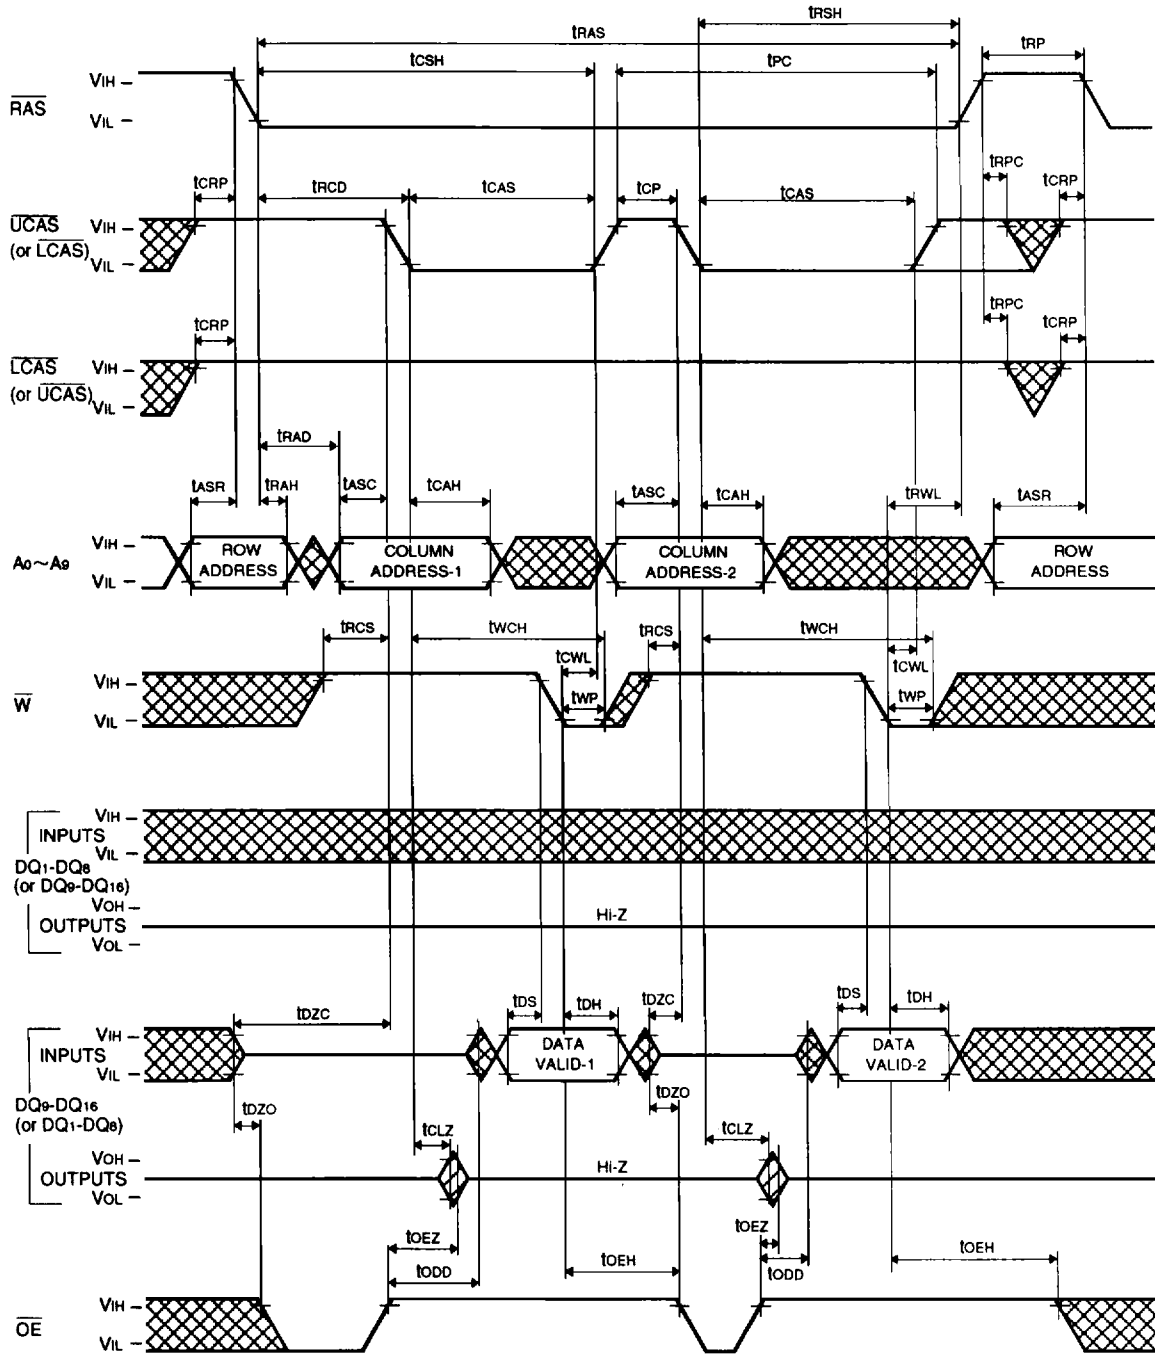 tRSH
tRAS
tRP
tCSH
tPC
VIH
RAS
VIL
tCRP
tRCD
tCAS
tCP
tCAS
tRPC
tCRP
UCAS
VIH
(or LCAS)
VIL
tCRP
tRPC
tCRP
LCAS
VIH
(or UCAS)
VIL
tRAD
tASR
tRAH
tASC
tCAH
tASC
tCAH
tRWL
tASR
A0~A9
VIH
VIL
ROW
ADDRESS
COLUMN
ADDRESS-1
COLUMN
ADDRESS-2
ROW
ADDRESS
tRCS
tWCH
tRCS
tWCH
tCWL
tCWL
tWP
tWP
W
VIH
VIL
VIH
INPUTS
VIL
DQ1-DQ8
(or DQ9-DQ16)
VOH
OUTPUTS
Hi-Z
VOL
tDZC
tDS
tDH
tDZC
tDS
tDH
VIH
INPUTS
VIL
DATA
VALID-1
DATA
VALID-2
DQ9-DQ16
(or DQ1-DQ8)
tDZO
tDZO
tCLZ
tCLZ
VOH
OUTPUTS
Hi-Z
VOL
tOEZ
tOEZ
tODD
tOEH
tODD
tOEH
VIH
OE
VIL